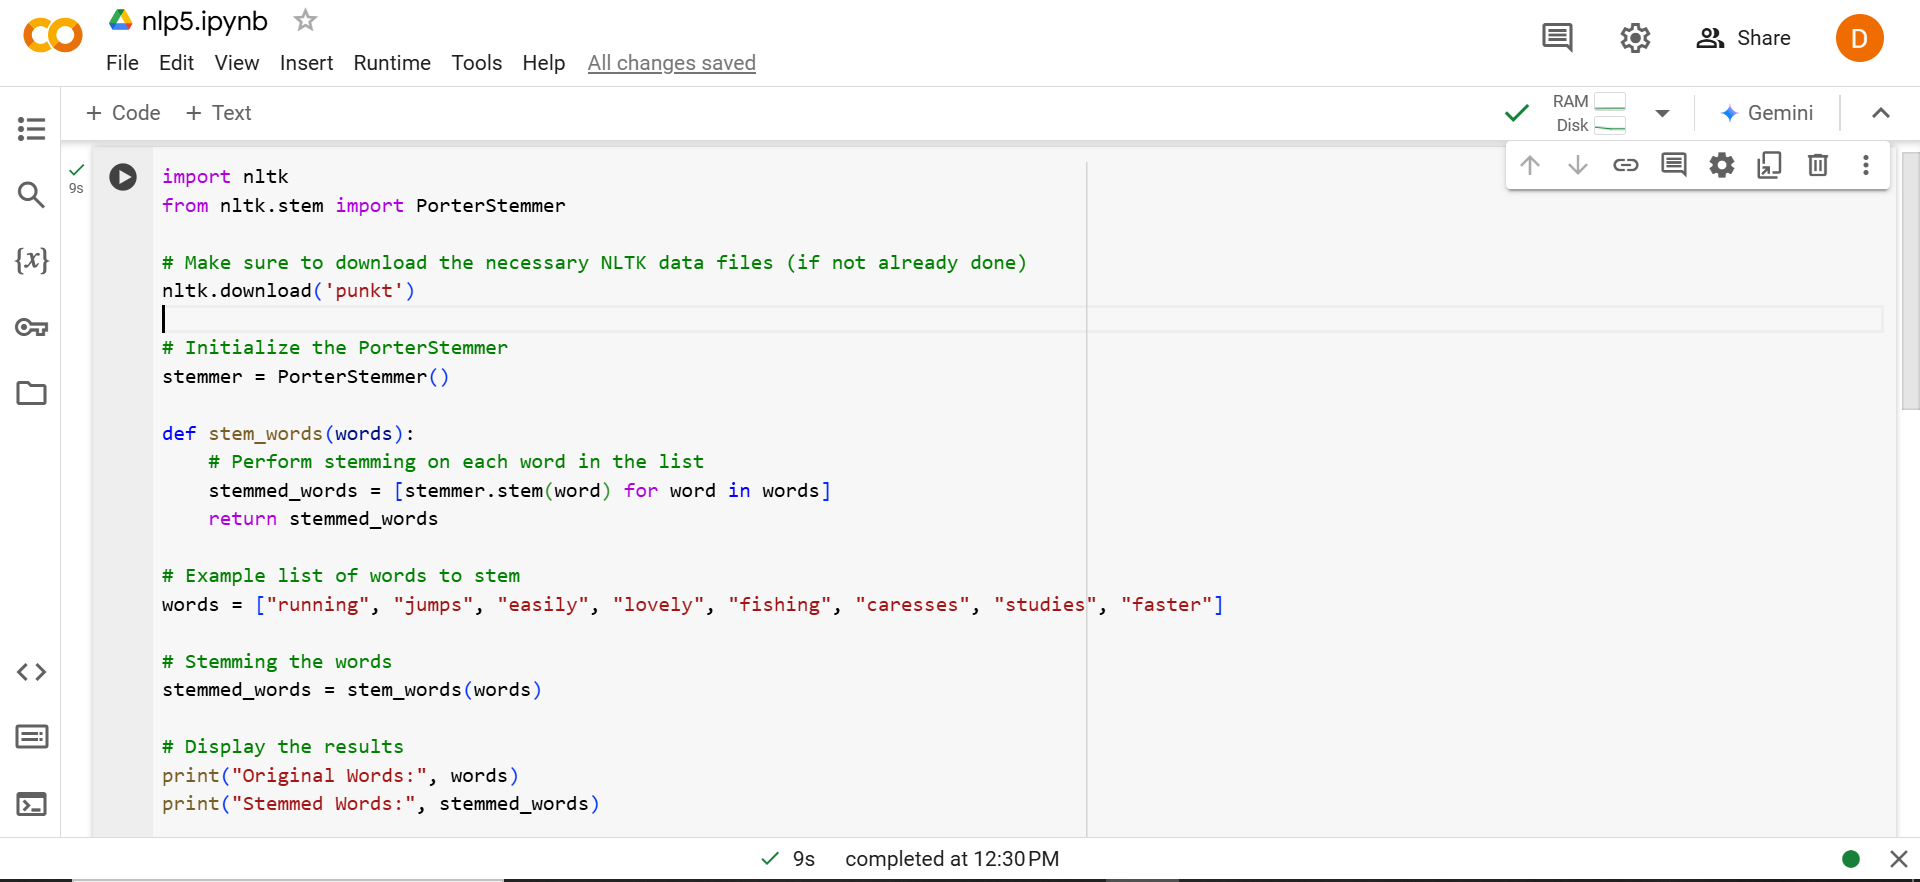 nlp5.ipynb
File Edit View Insert Runtime Tools Help All changes saved
Share
D
+ Code + Text
RAM
Disk
Gemini
9s
import nltk
from nltk.stem import PorterStemmer
# Make sure to download the necessary NLTK data files (if not already done)
nltk.download('punkt')
# Initialize the PorterStemmer
stemmer = PorterStemmer()
def stem_words(words):
    # Perform stemming on each word in the list
    stemmed_words = [stemmer.stem(word) for word in words]
    return stemmed_words
# Example list of words to stem
words = ["running", "jumps", "easily", "lovely", "fishing", "caresses", "studies", "faster"]
# Stemming the words
stemmed_words = stem_words(words)
# Display the results
print("Original Words:", words)
print("Stemmed Words:", stemmed_words)
9s completed at 12:30 PM